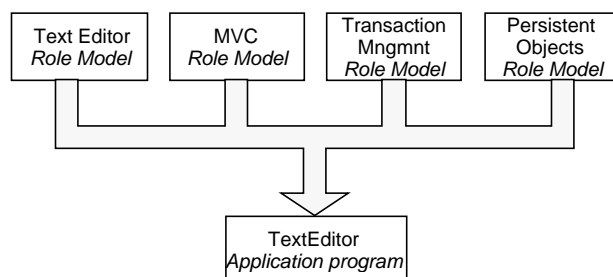 Text Editor
Role Model
MVC
Role Model
Transaction
Mngmnt
Role Model
Persistent
Objects
Role Model
TextEditor
Application program